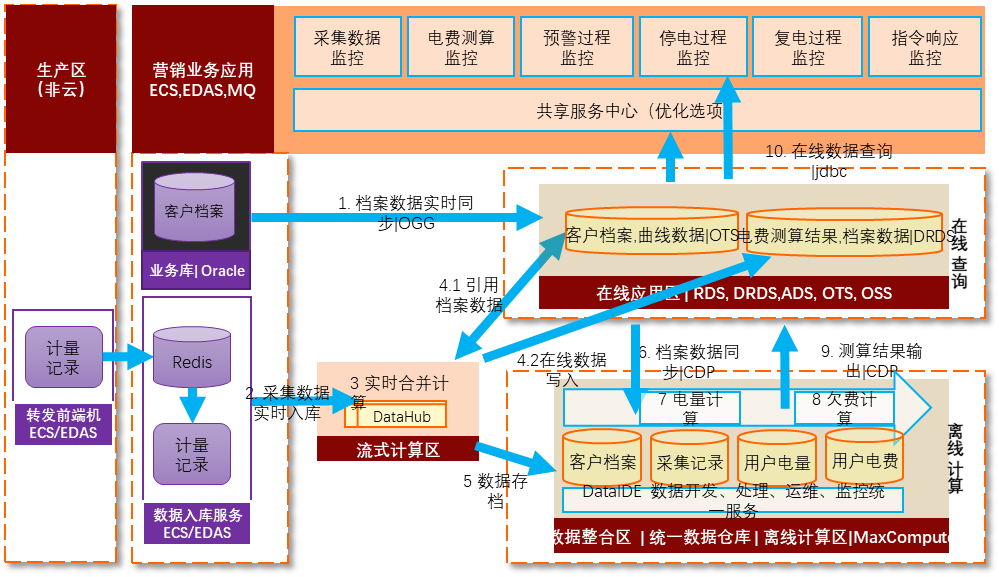 生产区
(非云)
营销业务应用
ECS,EDAS,MQ
采集数据
监控
电费测算
监控
预警过程
监控
停电过程
监控
复电过程
监控
指令响应
监控
共享服务中心（优化选项
10. 在线数据查询
|jdbc
客户档案
业务库| Oracle
1. 档案数据实时同
步|OGG
客户档案,曲线数据|OTS
电费测算结果,档案数据|DRDS
在线应用区 | RDS, DRDS,ADS, OTS, OSS
在线查询
4.1 引用
档案数据
计量
记录
转发前端机
ECS/EDAS
Redis
计量
记录
数据入库服务
ECS/EDAS
2. 采集数据
实时入库
3 实时合并计
算
DataHub
流式计算区
4.2在线数据
写入
6. 档案数据同
步|CDP
9. 测算结果输
出|CDP
5 数据存
档
7 电量计
算
8 欠费计
算
客户档案
采集记录
用户电量
用户电费
DataIDE 数据开发、处理、运维、监控统
一服务
数据整合区 | 统一数据仓库 | 离线计算区|MaxCompute
离线计算